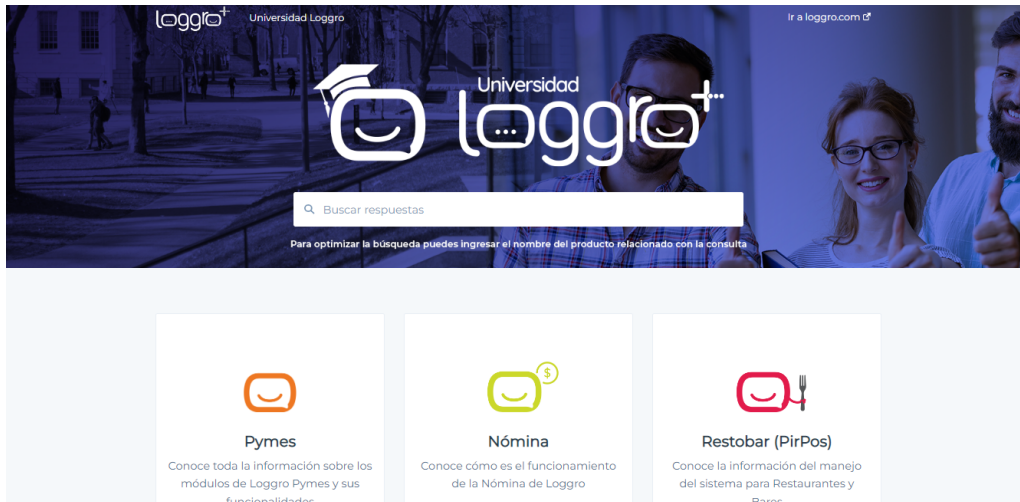 loggro+ Universidad Loggro Ir a loggro.com
Universidad
Loggro+
Buscar respuestas
Para optimizar la búsqueda puedes ingresar el nombre del producto relacionado con la consulta
$
Pymes
Conoce toda la información sobre los
módulos de Loggro Pymes y sus
funcionalidades
Nómina
Conoce cómo es el funcionamiento
de la Nómina de Loggro
Restobar (PirPos)
Conoce la información del manejo
del sistema para Restaurantes y
Bares